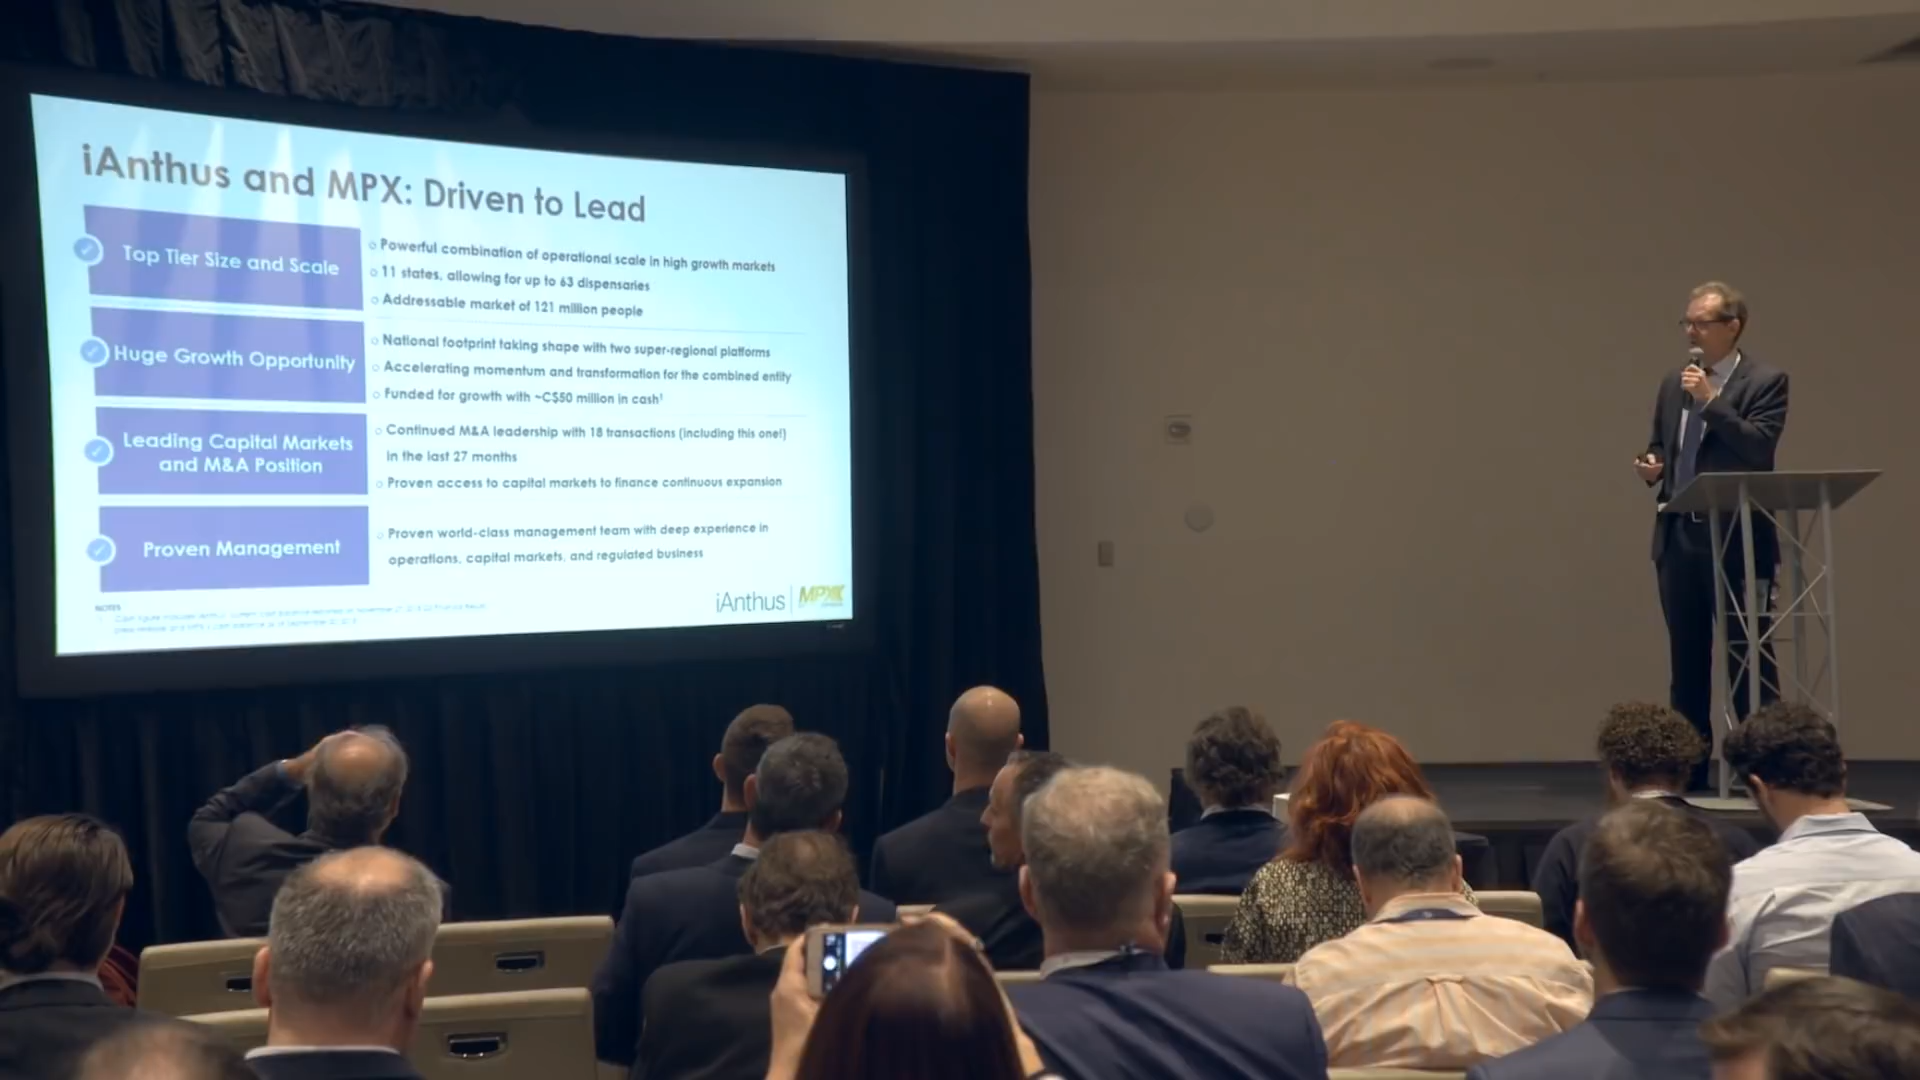 iAnthus and MPX: Driven to Lead
Top Tier Size and Scale
Powerful combination of operational scale in high growth markets
11 states, allowing for up to 63 dispensaries
Addressable market of 121 million people
Huge Growth Opportunity
National footprint taking shape with two super-regional platforms
Accelerating momentum and transformation for the combined entity
Funded for growth with ~C$50 million in cash¹
Leading Capital Markets
and M&A Position
Continued M&A leadership with 18 transactions (including this one!)
in the last 27 months
Proven access to capital markets to finance continuous expansion
Proven Management
Proven world-class management team with deep experience in
operations, capital markets, and regulated business
NOTES
iAnthus | MPX